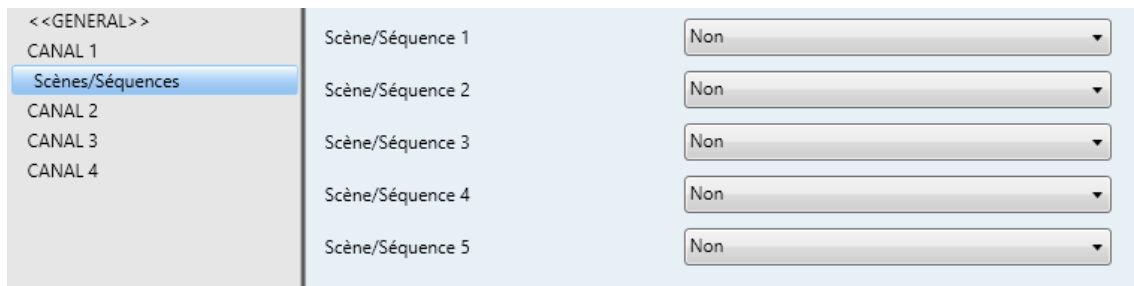 <<GENERAL>>
CANAL 1
Scènes/Séquences
CANAL 2
CANAL 3
CANAL 4
Scène/Séquence 1 Non
Scène/Séquence 2 Non
Scène/Séquence 3 Non
Scène/Séquence 4 Non
Scène/Séquence 5 Non